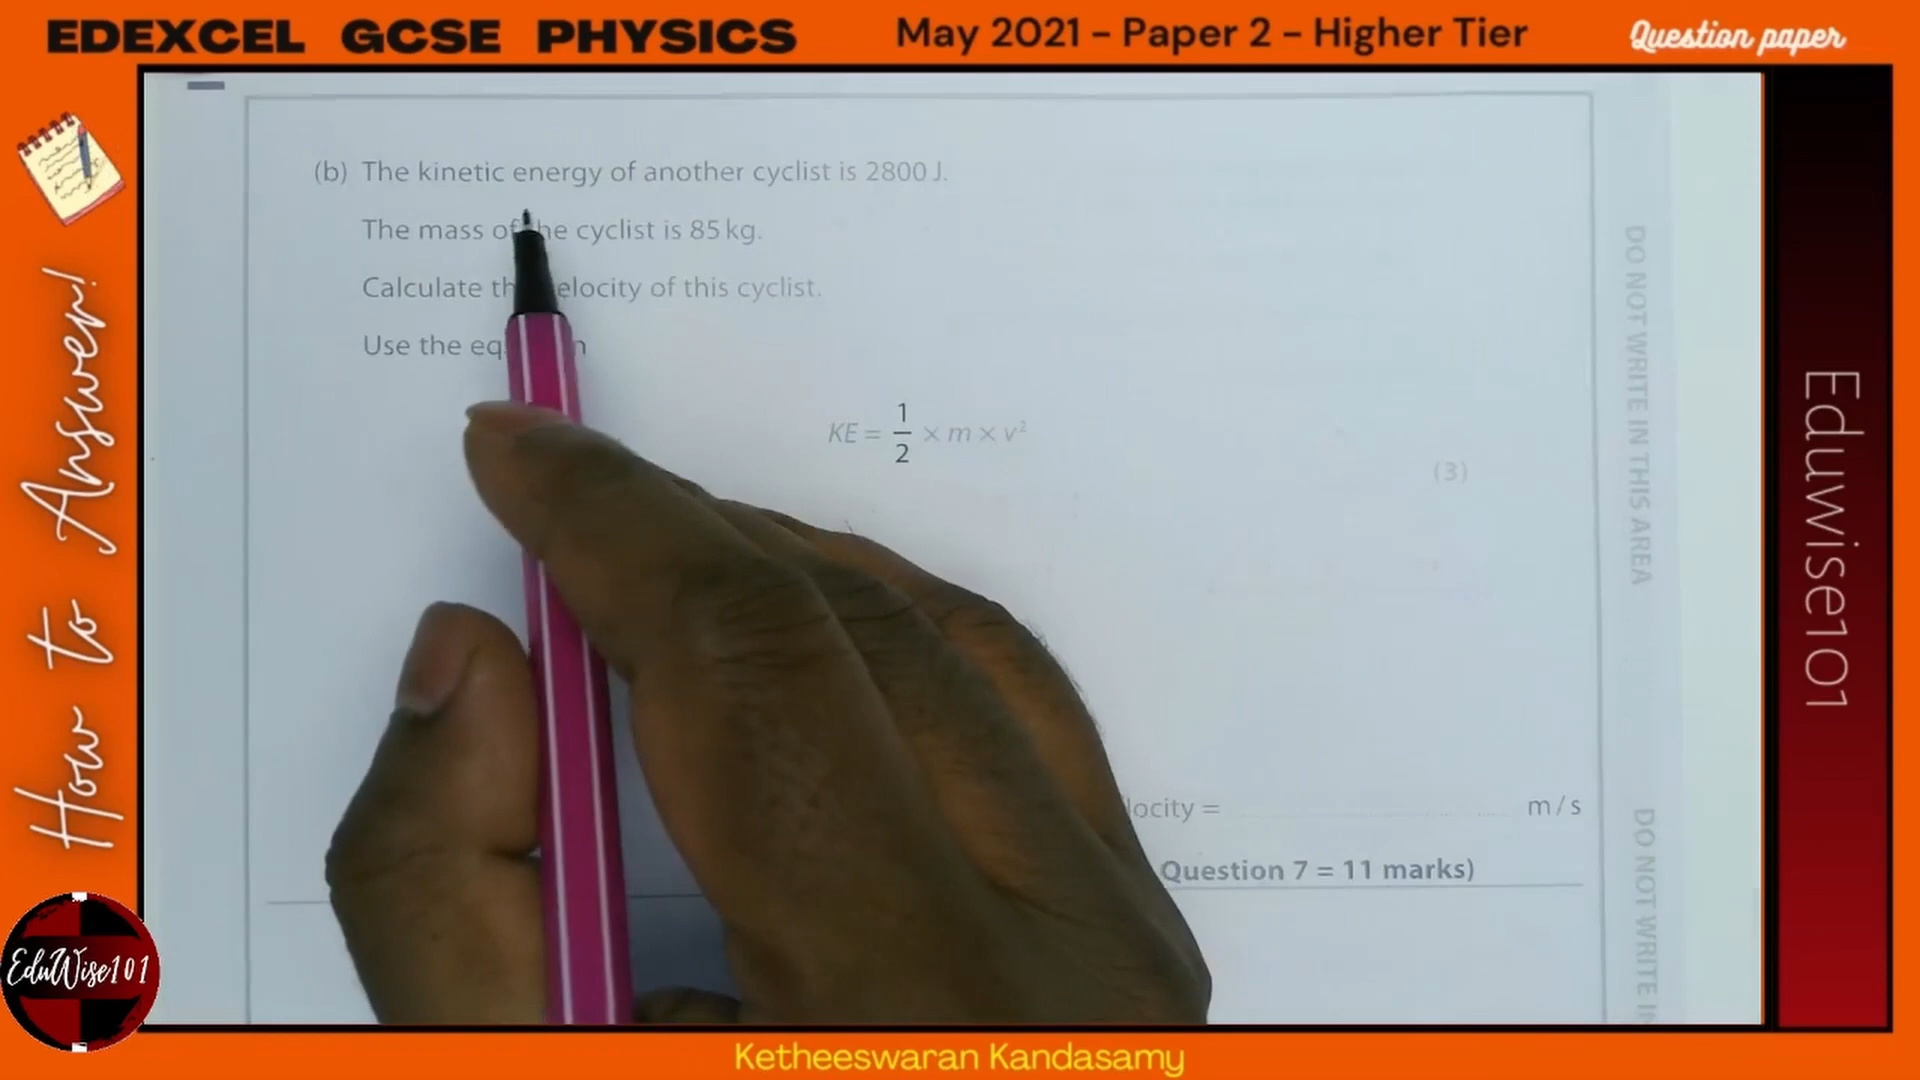 EDEXCEL GCSE PHYSICS
May 2021 - Paper 2 - Higher Tier
Question paper
How to Answer!
(b) The kinetic energy of another cyclist is 2800 J.
The mass of the cyclist is 85 kg.
Calculate th elocity of this cyclist.
Use the eq n
KE = 1/2 × m × v²
(3)
locity = m/s
Question 7 = 11 marks)
DO NOT WRITE IN THIS AREA
DO NOT WRITE IN
Eduwise101
EduWise101
Ketheeswaran Kandasamy